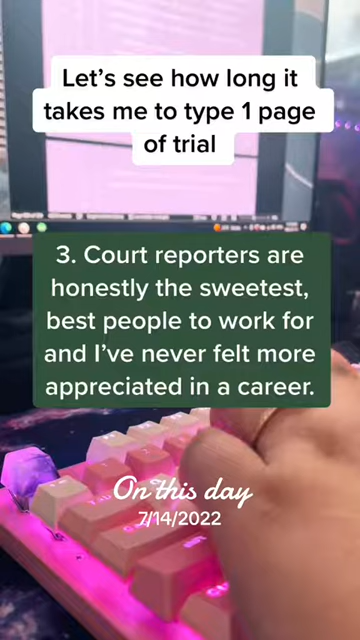 Let's see how long it
takes me to type 1 page
of trial
3. Court reporters are
honestly the sweetest,
best people to work for
and I've never felt more
appreciated in a career.
On this day
7/14/2022